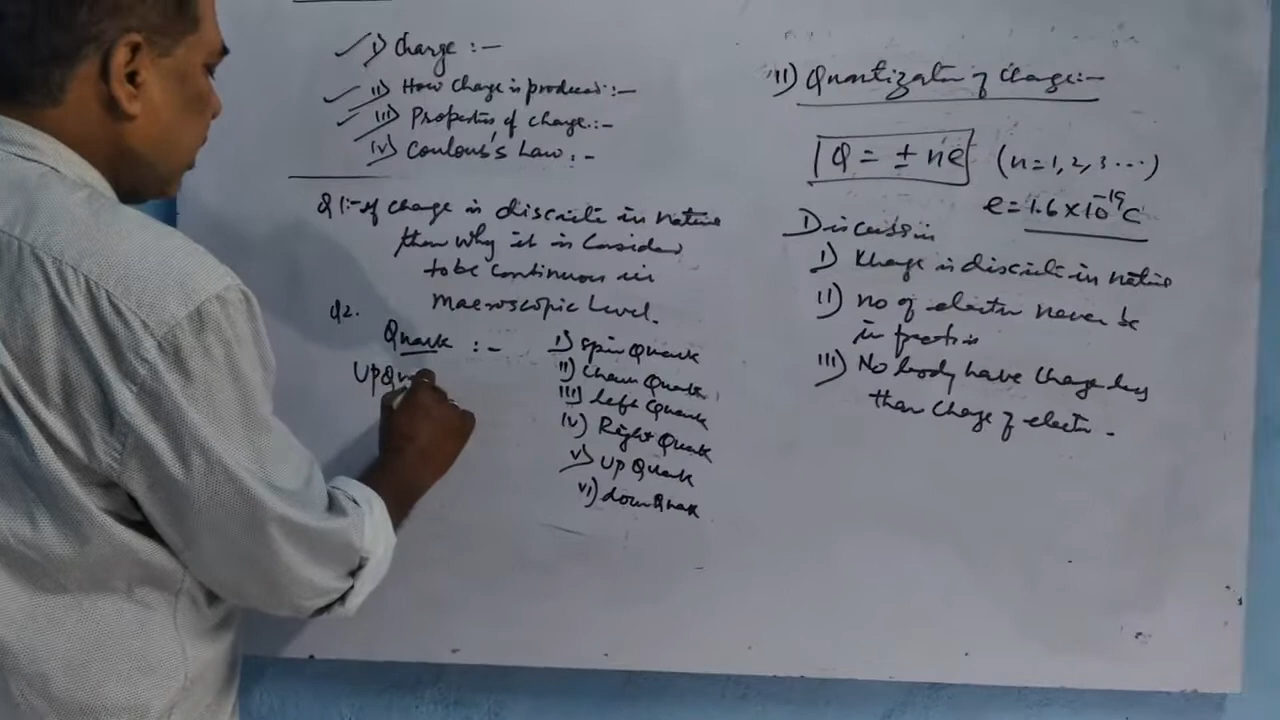 ✓ I) Charge :-
✓ II) How Charge is produced :-
✓ III) Properties of charge :-
IV) Coulous's Law :-
Q1:- If charge is discrete in nature
then why it is Consider
to be continuous in
macroscopic Level.
Q2.
Quark :-
UpQu
I) Spin Quark
II) Charm Quark
III) Left Quark
IV) Right Quark
V) Up Quark
VI) down Quark
II) Quantization of Charge:-
Q = ± ne (n=1, 2, 3 ...)
e = 1.6 x 10⁻¹⁹ C
Discussion
I) Charge is discrete in nature
II) no of electron never be
in fraction
III) No body have charge less
than charge of electron.